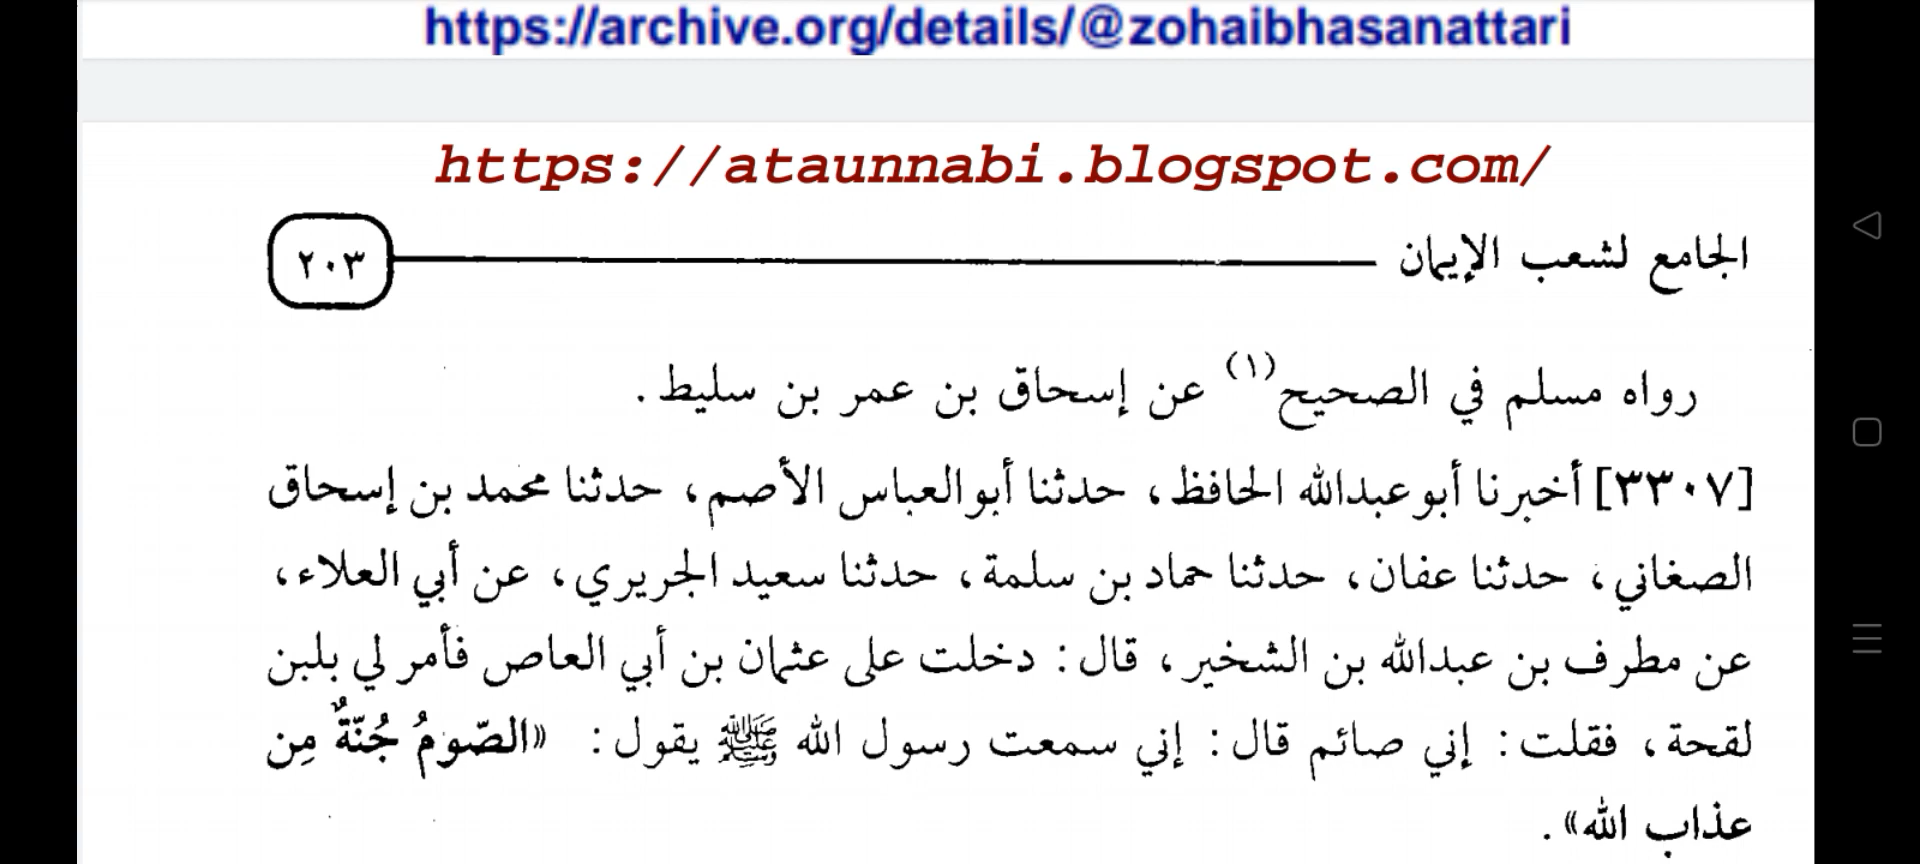 https://archive.org/details/@zohaibhasanattari
https://ataunnabi.blogspot.com/
الجامع لشعب الإيمان ٢٠٣
رواه مسلم في الصحيح(١) عن إسحاق بن عمر بن سليط.
[٣٣٠٧] أخبرنا أبو عبدالله الحافظ، حدثنا أبوالعباس الأصم، حدثنا محمد بن إسحاق
الصغاني، حدثنا عفان، حدثنا حماد بن سلمة، حدثنا سعيد الجريري، عن أبي العلاء،
عن مطرف بن عبدالله بن الشخير، قال: دخلت على عثمان بن أبي العاص فأمر لي بلبن
لقحة، فقلت: إني صائم قال: إني سمعت رسول الله ﷺ يقول: «الصّومُ جُنّةٌ مِن
عذاب الله».